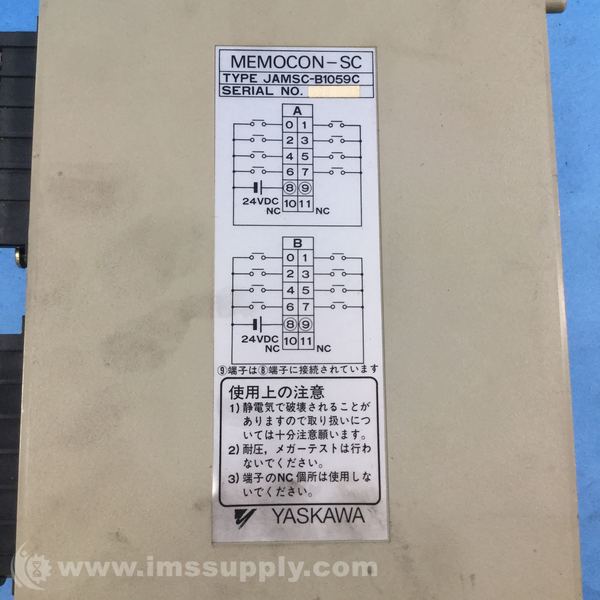 MEMOCON-SC
TYPE JAMSC-B1059C
SERIAL NO.
A
0 1
2 3
4 5
6 7
⑧ ⑨
24VDC
NC 10 11 NC
B
0 1
2 3
4 5
6 7
⑧ ⑨
24VDC
NC 10 11 NC
⑨端子は⑧端子に接続されています
使用上の注意
1) 静電気で破壊されることが
ありますので取り扱いにつ
いては十分注意願います。
2) 耐圧,メガーテストは行わ
ないでください。
3) 端子のNC個所は使用しな
いでください。
YASKAWA
www.imssupply.com